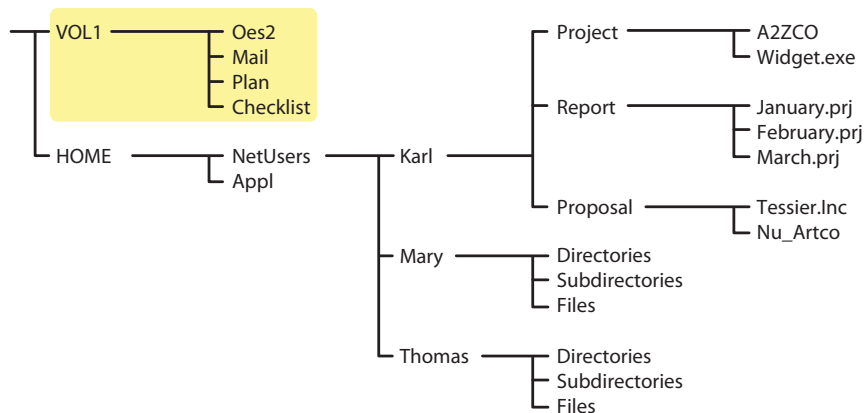 VOL1
Oes2
Mail
Plan
Checklist
HOME
NetUsers
Appl
Karl
Project
A2ZCO
Widget.exe
Report
January.prj
February.prj
March.prj
Proposal
Tessier.Inc
Nu_Artco
Mary
Directories
Subdirectories
Files
Thomas
Directories
Subdirectories
Files